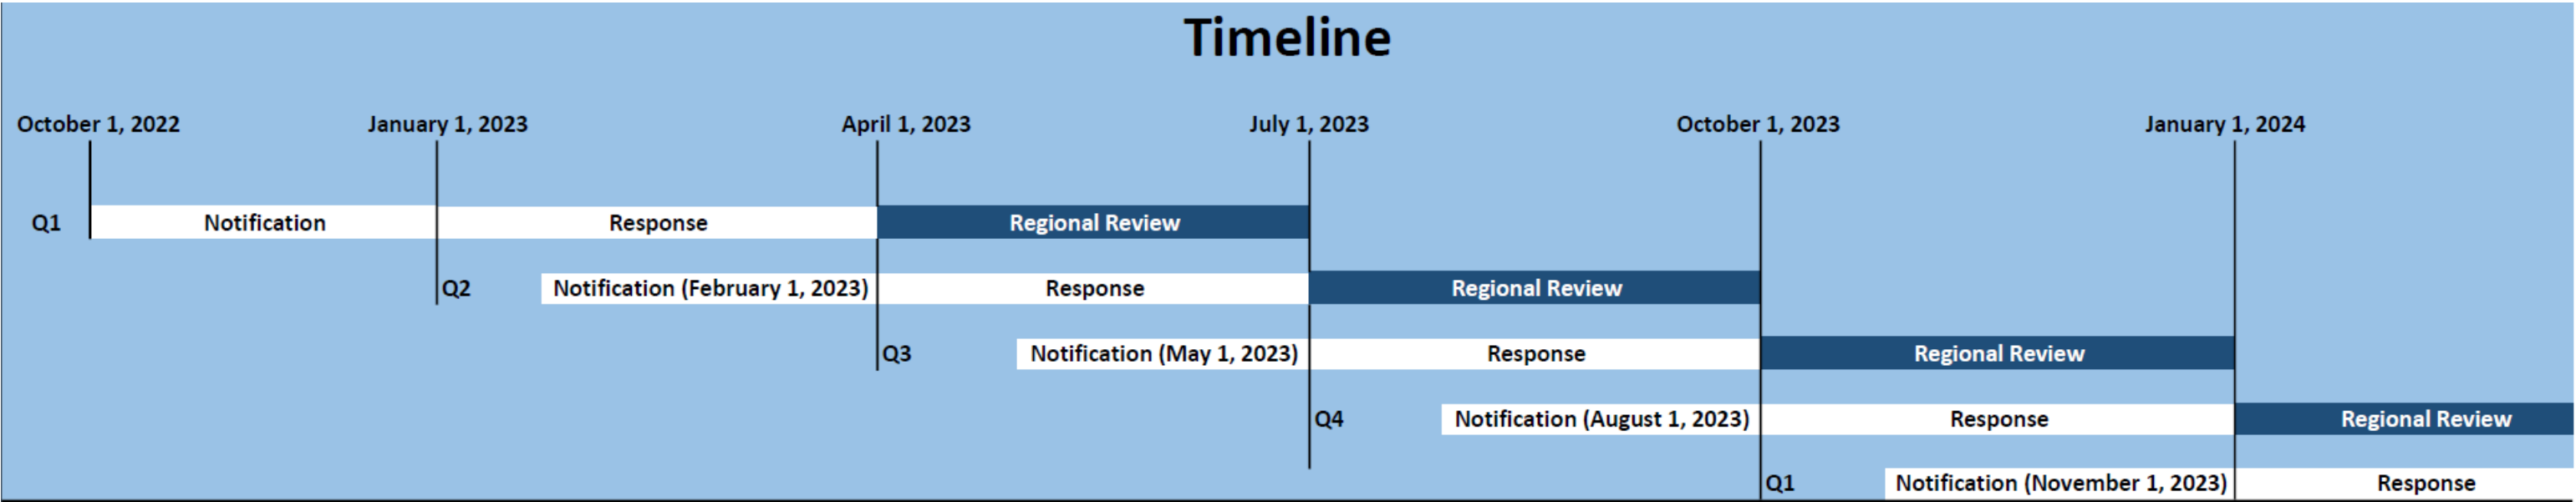 Timeline
October 1, 2022 January 1, 2023 April 1, 2023 July 1, 2023 October 1, 2023 January 1, 2024
Q1 Notification Response Regional Review
Q2 Notification (February 1, 2023) Response Regional Review
Q3 Notification (May 1, 2023) Response Regional Review
Q4 Notification (August 1, 2023) Response Regional Review
Q1 Notification (November 1, 2023) Response